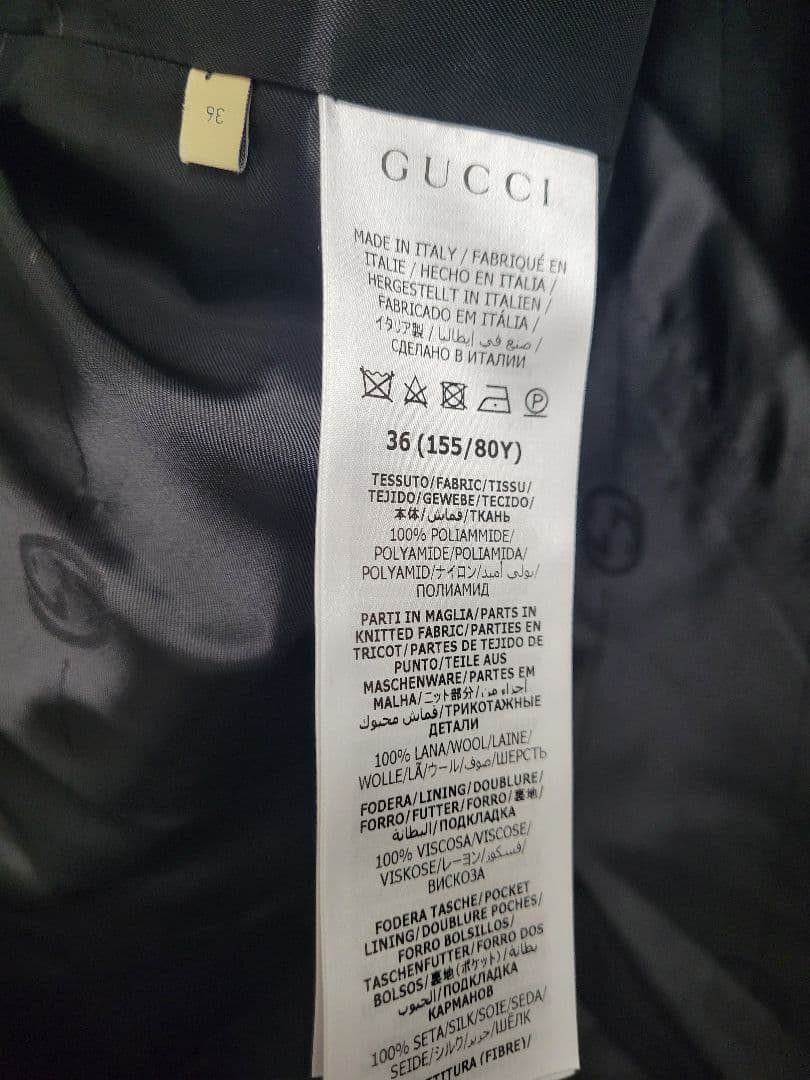 36
GUCCI
MADE IN ITALY / FABRIQUÉ EN
ITALIE / HECHO EN ITALIA /
HERGESTELLT IN ITALIEN /
FABRICADO EM ITÁLIA /
イタリア製 / صنع في إيطاليا /
СДЕЛАНО В ИТАЛИИ
P
36 (155/80Y)
TESSUTO/FABRIC/TISSU/
TEJIDO/GEWEBE/TECIDO/
本体/قماش/ТКАНЬ
100% POLIAMMIDE/
POLYAMIDE/POLIAMIDA/
POLYAMID/ナイロン/بولي أميد/
ПОЛИАМИД
PARTI IN MAGLIA/PARTS IN
KNITTED FABRIC/PARTIES EN
TRICOT/PARTES DE TEJIDO DE
PUNTO/TEILE AUS
MASCHENWARE/PARTES EM
MALHA/ニット部分/أجزاء من
قماش محبوك/ТРИКОТАЖНЫЕ
ДЕТАЛИ
100% LANA/WOOL/LAINE/
WOLLE/LÃ/ウール/صوف/ШЕРСТЬ
FODERA/LINING/DOUBLURE/
FORRO/FUTTER/FORRO/裏地/
البطانة/ПОДКЛАДКА
100% VISCOSA/VISCOSE/
VISKOSE/レーヨン/فسكوز/
ВИСКОЗА
FODERA TASCHE/POCKET
LINING/DOUBLURE POCHES/
FORRO BOLSILLOS/
TASCHENFUTTER/FORRO DOS
BOLSOS/裏地(ポケット)/بطانة
الجيوب/ПОДКЛАДКА
КАРМАНОВ
100% SETA/SILK/SOIE/SEDA/
SEIDE/シルク/حرير/ШЁЛК
(FIBRE)/